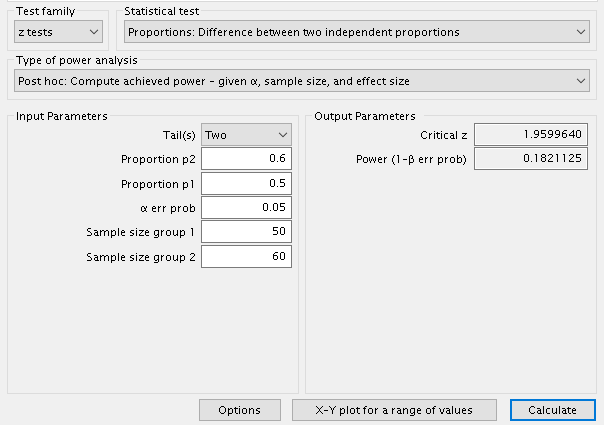 Test family
Statistical test
z tests
Proportions: Difference between two independent proportions
Type of power analysis
Post hoc: Compute achieved power – given α, sample size, and effect size
Input Parameters
Output Parameters
Tail(s) Two
Critical z 1.9599640
Proportion p2 0.6
Power (1-β err prob) 0.1821125
Proportion p1 0.5
α err prob 0.05
Sample size group 1 50
Sample size group 2 60
Options
X-Y plot for a range of values
Calculate